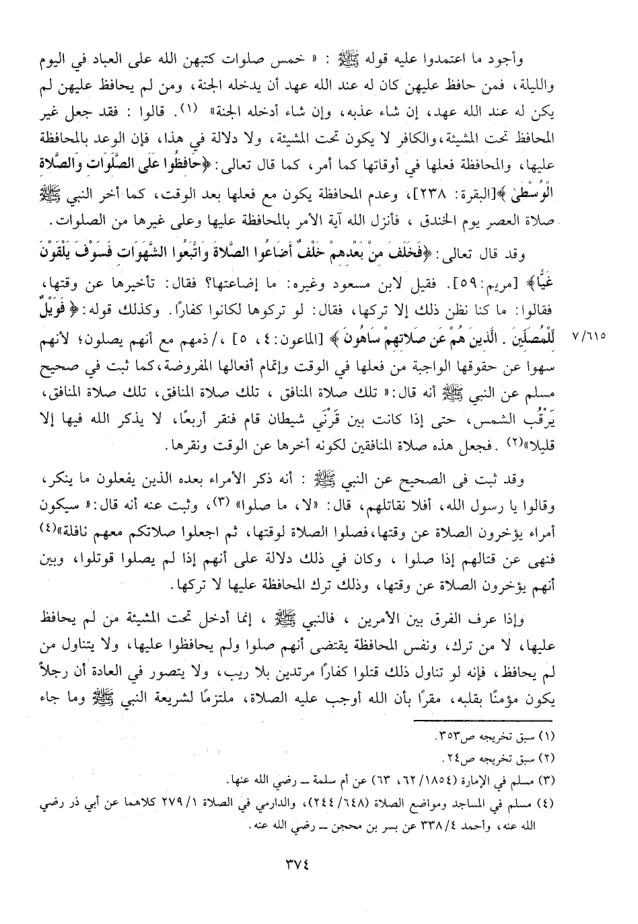 وأجود ما اعتمدوا عليه قوله ﷺ : « خمس صلوات كتبهن الله على العباد في اليوم
والليلة، فمن حافظ عليهن كان له عند الله عهد أن يدخله الجنة، ومن لم يحافظ عليهن لم
يكن له عند الله عهد، إن شاء عذبه، وإن شاء أدخله الجنة» (١). قالوا : فقد جعل غير
المحافظ تحت المشيئة،والكافر لا يكون تحت المشيئة، ولا دلالة في هذا، فإن الوعد بالمحافظة
عليها، والمحافظة فعلها في أوقاتها كما أمر، كما قال تعالى: ﴿حَافِظُوا عَلَى الصَّلَوَاتِ وَالصَّلاةِ
الْوُسْطَىٰ ﴾[البقرة: ٢٣٨]، وعدم المحافظة يكون مع فعلها بعد الوقت، كما أخر النبي ﷺ
صلاة العصر يوم الخندق ، فأنزل الله آية الأمر بالمحافظة عليها وعلى غيرها من الصلوات.
وقد قال تعالى: ﴿فَخَلَفَ مِنْ بَعْدِهِمْ خَلْفٌ أَضَاعُوا الصَّلاةَ وَاتَّبَعُوا الشَّهَوَاتِ فَسَوْفَ يَلْقَوْنَ
غَيًّا﴾ [مريم:٥٩]. فقيل لابن مسعود وغيره: ما إضاعتها؟ فقال: تأخيرها عن وقتها،
فقالوا: ما كنا نظن ذلك إلا تركها، فقال: لو تركوها لكانوا كفارًا. وكذلك قوله: ﴿ فَوَيْلٌ
لِّلْمُصَلِّينَ . الَّذِينَ هُمْ عَن صَلاتِهِمْ سَاهُونَ ﴾ [الماعون:٤، ٥] ،/ذمهم مع أنهم يصلون؛ لأنهم
٧/٦١٥
سهوا عن حقوقها الواجبة من فعلها في الوقت وإتمام أفعالها المفروضة،كما ثبت في صحيح
مسلم عن النبي ﷺ أنه قال:« تلك صلاة المنافق ، تلك صلاة المنافق، تلك صلاة المنافق،
يَرْقُب الشمس، حتى إذا كانت بين قَرْنَي شيطان قام فنقر أربعًا، لا يذكر الله فيها إلا
قليلا»(٢) .فجعل هذه صلاة المنافقين لكونه أخرها عن الوقت ونقرها.
وقد ثبت فى الصحيح عن النبي ﷺ : أنه ذكر الأمراء بعده الذين يفعلون ما ينكر،
وقالوا يا رسول الله، أفلا نقاتلهم، قال: «لا، ما صلوا» (٣)، وثبت عنه أنه قال:« سيكون
أمراء يؤخرون الصلاة عن وقتها،فصلوا الصلاة لوقتها، ثم اجعلوا صلاتكم معهم نافلة»(٤)
فنهى عن قتالهم إذا صلوا ، وكان في ذلك دلالة على أنهم إذا لم يصلوا قوتلوا، وبين
أنهم يؤخرون الصلاة عن وقتها، وذلك ترك المحافظة عليها لا تركها.
وإذا عرف الفرق بين الأمرين ، فالنبي ﷺ ، إنما أدخل تحت المشيئة من لم يحافظ
عليها، لا من ترك، ونفس المحافظة يقتضى أنهم صلوا ولم يحافظوا عليها، ولا يتناول من
لم يحافظ، فإنه لو تناول ذلك قتلوا كفارًا مرتدين بلا ريب، ولا يتصور في العادة أن رجلاً
يكون مؤمنًا بقلبه، مقرًا بأن الله أوجب عليه الصلاة، ملتزمًا لشريعة النبي ﷺ وما جاء
(١) سبق تخريجه ص٣٥٣.
(٢) سبق تخريجه ص٢٤.
(٣) مسلم في الإمارة (١٨٥٤/ ٦٢، ٦٣) عن أم سلمة ــ رضي الله عنها.
(٤) مسلم في المساجد ومواضع الصلاة (٦٤٨/ ٢٤٤)، والدارمي في الصلاة ١/ ٢٧٩ كلاهما عن أبي ذر رضي
الله عنه، وأحمد ٤/ ٣٣٨ عن بسر بن محجن ــ رضي الله عنه.
٣٧٤